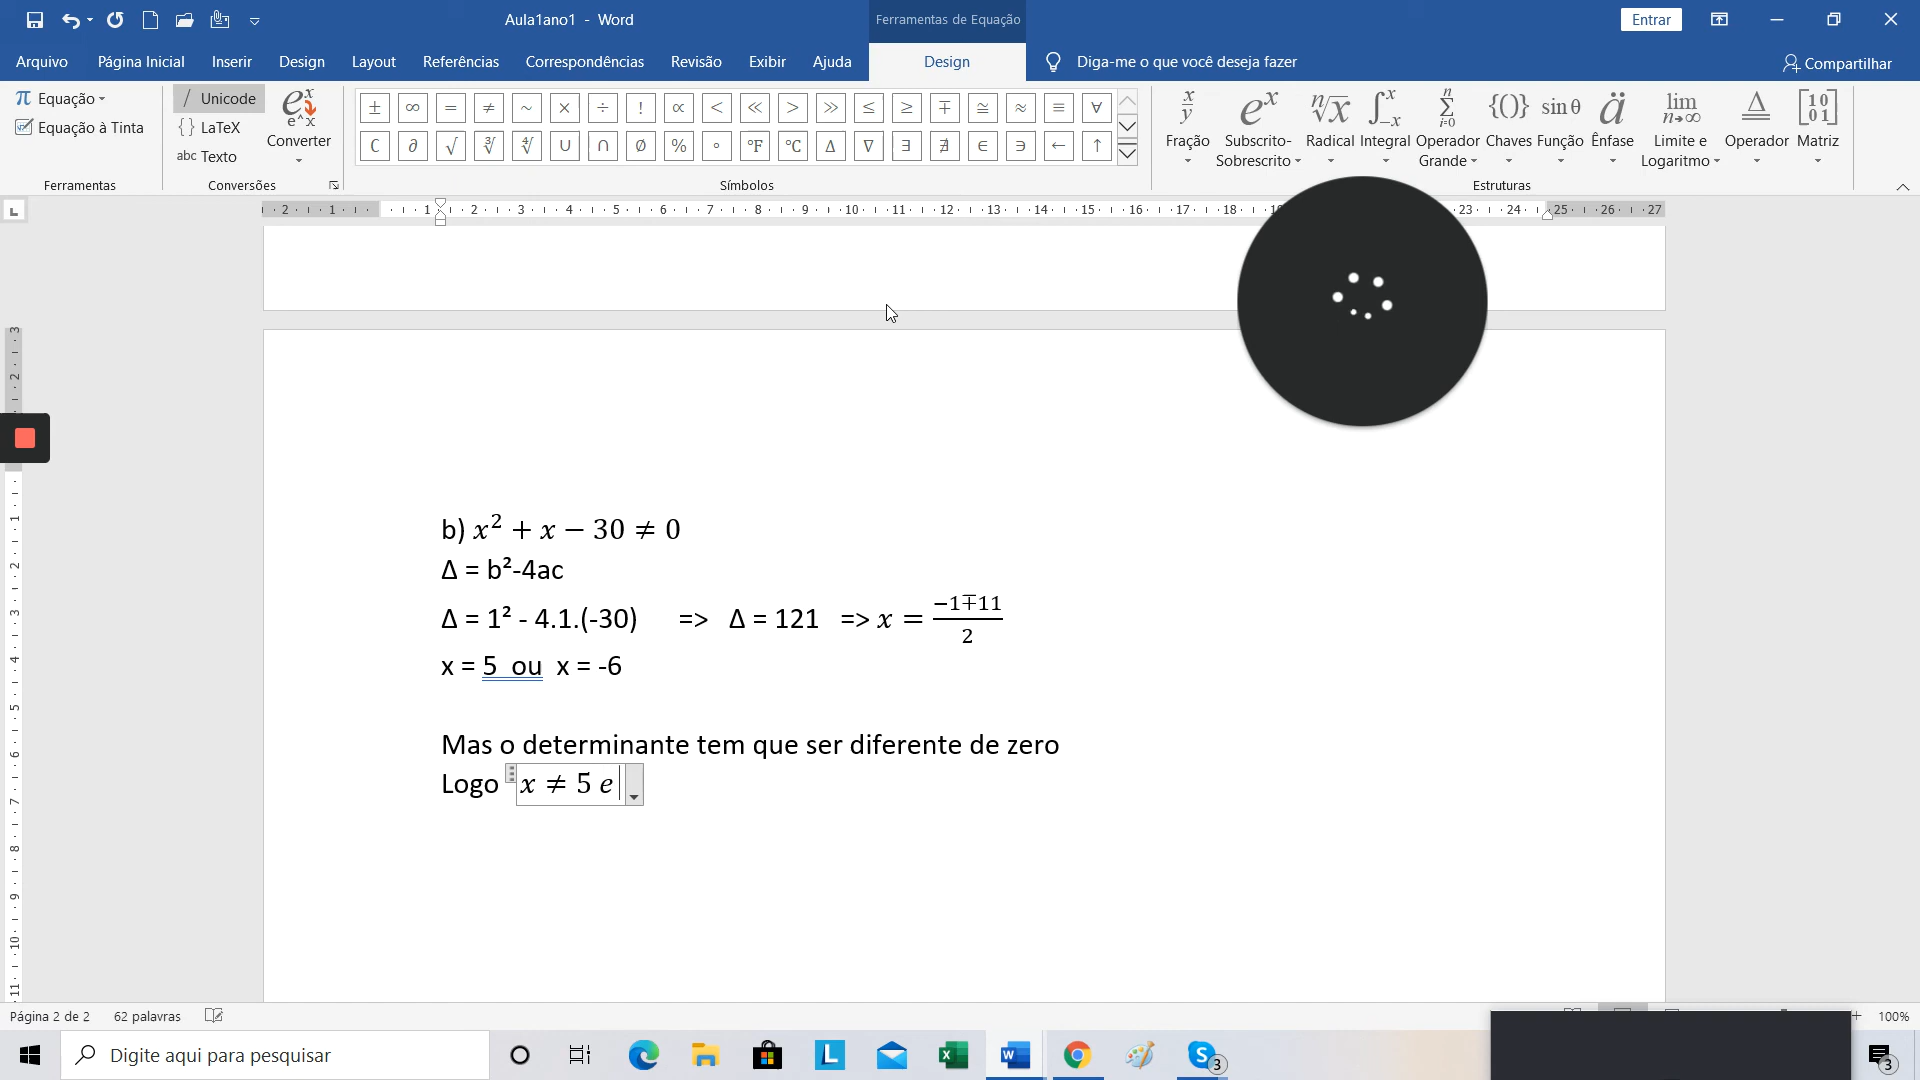 Aula1ano1 - Word
Ferramentas de Equação
Entrar
Arquivo Página Inicial Inserir Design Layout Referências Correspondências Revisão Exibir Ajuda Design Diga-me o que você deseja fazer Compartilhar
π Equação
Equação à Tinta
Ferramentas
/ Unicode
{} LaTeX
abc Texto
Converter
Conversões
± ∞ = ≠ ~ × ÷ ! ∝ < ≪ > ≫ ≤ ≥ ∓ ≅ ≈ ≡ ∀
∁ ∂ √ ∛ ∜ ∪ ∩ ∅ % ° °F °C ∆ ∇ ∃ ∄ ∈ ∋ ← ↑
Símbolos
Fração Subscrito-Sobrescrito Radical Integral Operador Grande Chaves Função Ênfase Limite e Logaritmo Operador Matriz
Estruturas
b) x² + x − 30 ≠ 0
Δ = b²-4ac
Δ = 1² - 4.1.(-30) => Δ = 121 => x = (−1∓11)/2
x = 5 ou x = -6
Mas o determinante tem que ser diferente de zero
Logo x ≠ 5 e
Página 2 de 2 62 palavras 100%
Digite aqui para pesquisar
3
3